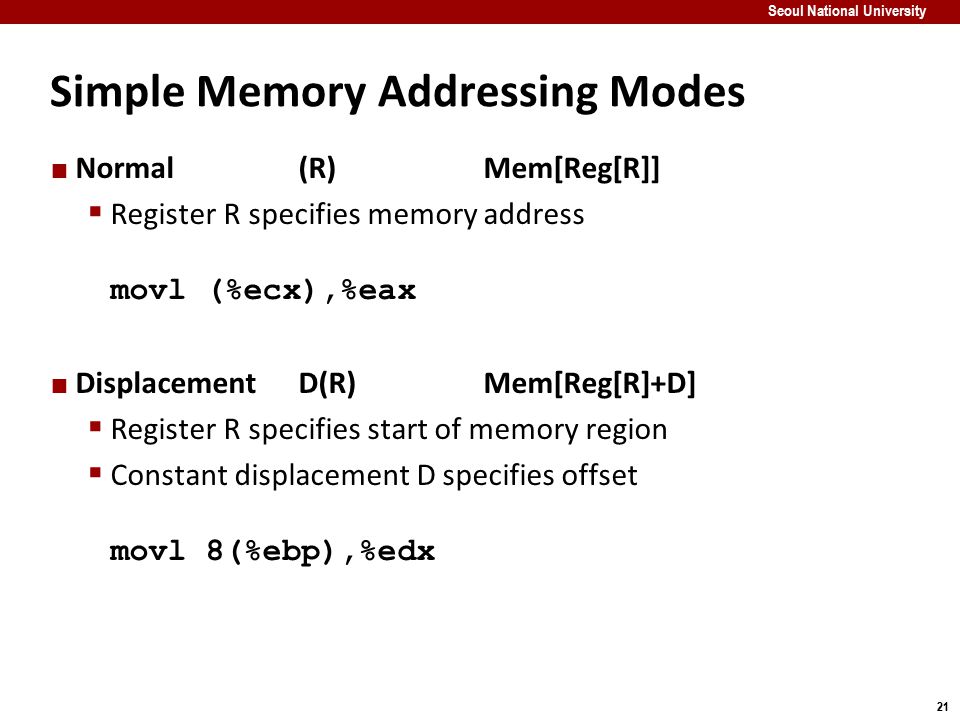 Seoul National University
Simple Memory Addressing Modes
Normal (R) Mem[Reg[R]]
Register R specifies memory address
movl (%ecx),%eax
Displacement D(R) Mem[Reg[R]+D]
Register R specifies start of memory region
Constant displacement D specifies offset
movl 8(%ebp),%edx
21